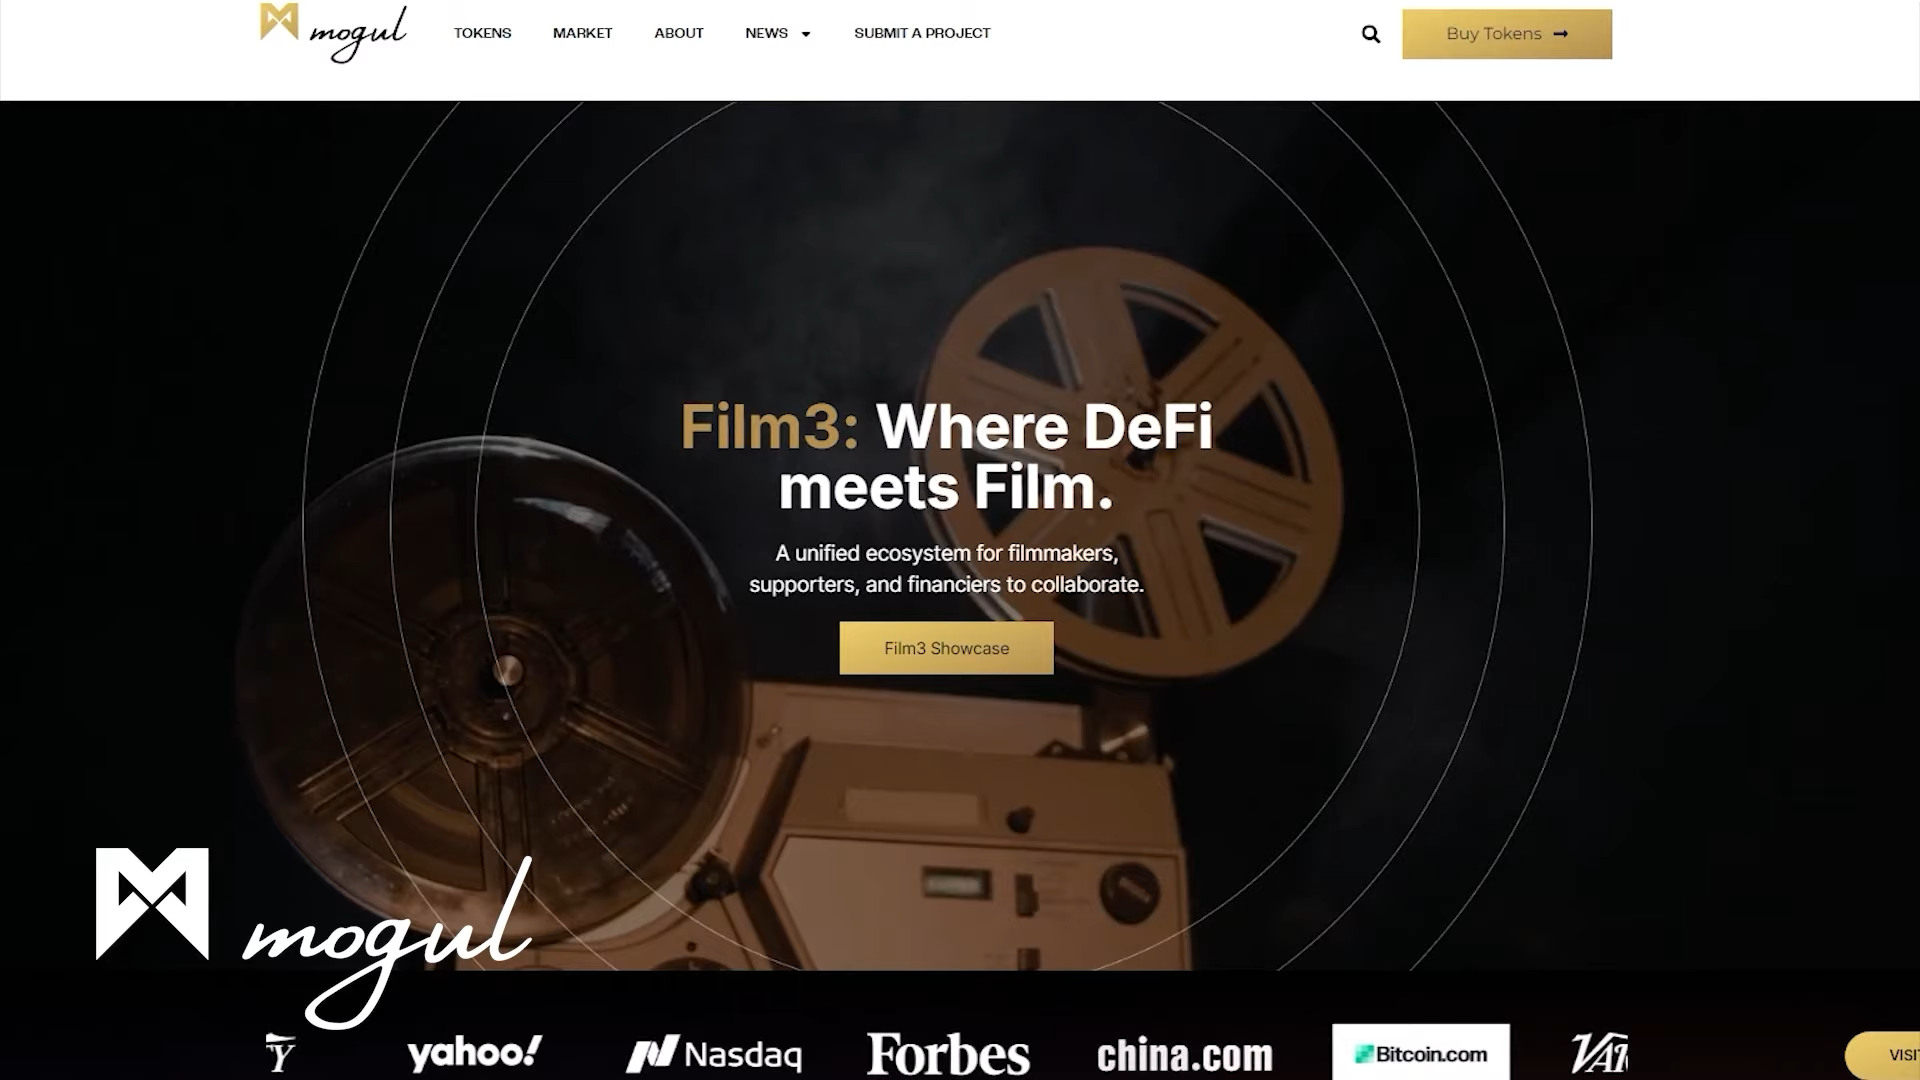 mogul
TOKENS
MARKET
ABOUT
NEWS
SUBMIT A PROJECT
Buy Tokens
Film3: Where DeFi
meets Film.
A unified ecosystem for filmmakers,
supporters, and financiers to collaborate.
Film3 Showcase
mogul
yahoo!
Nasdaq
Forbes
china.com
Bitcoin.com